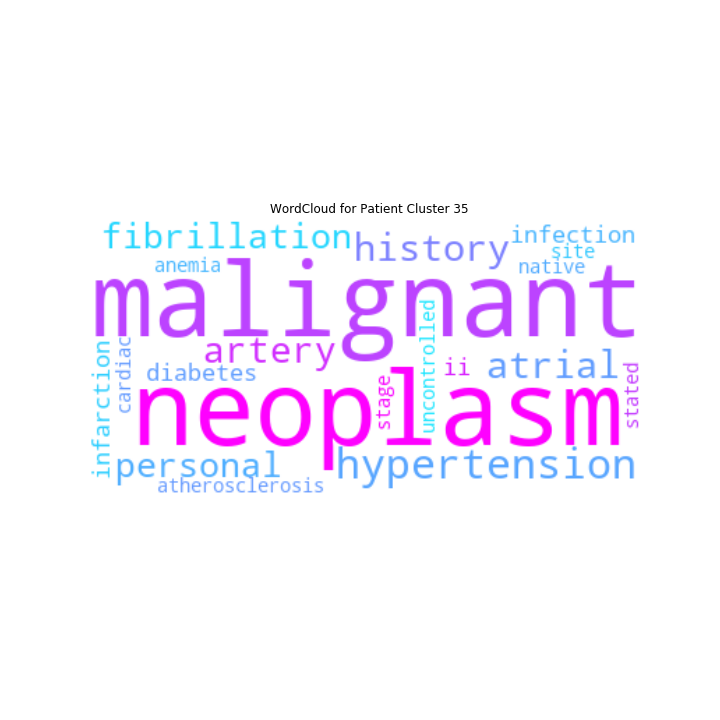 WordCloud for Patient Cluster 35
fibrillation
history
infection
site
native
anemia
malignant
artery
uncontrolled
ii
atrial
cardiac
infarction
diabetes
stage
stated
neoplasm
personal
hypertension
atherosclerosis